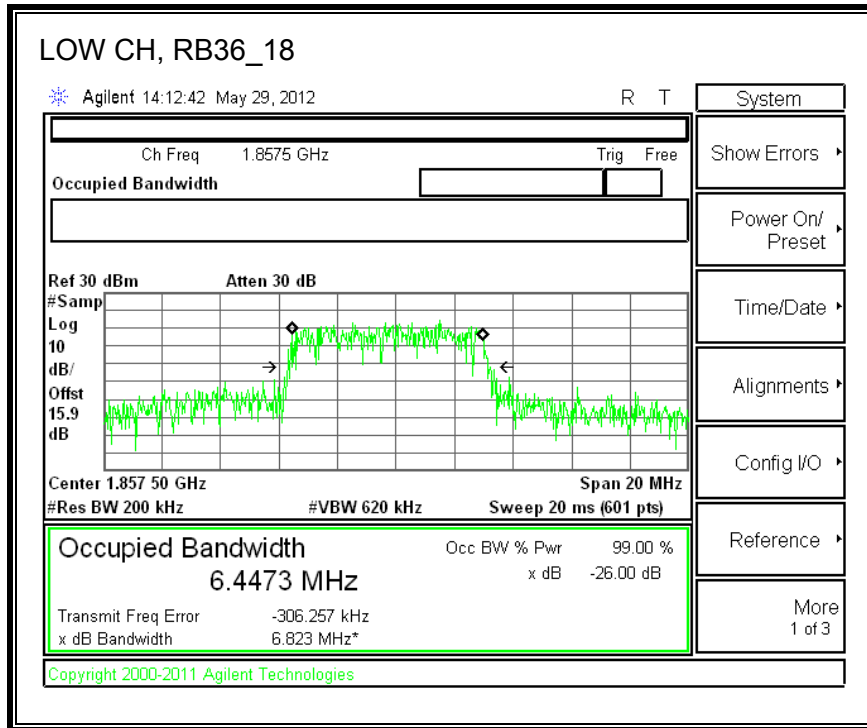 LOW CH, RB36_18
Agilent 14:12:42 May 29, 2012 R T
System
Ch Freq 1.8575 GHz Trig Free
Occupied Bandwidth
Show Errors
Power On/
Preset
Time/Date
Alignments
Config I/O
Reference
More
1 of 3
Ref 30 dBm Atten 30 dB
#Samp
Log
10
dB/
Offst
15.9
dB
Center 1.857 50 GHz Span 20 MHz
#Res BW 200 kHz #VBW 620 kHz Sweep 20 ms (601 pts)
Occupied Bandwidth Occ BW % Pwr 99.00 %
6.4473 MHz x dB -26.00 dB
Transmit Freq Error -306.257 kHz
x dB Bandwidth 6.823 MHz*
Copyright 2000-2011 Agilent Technologies